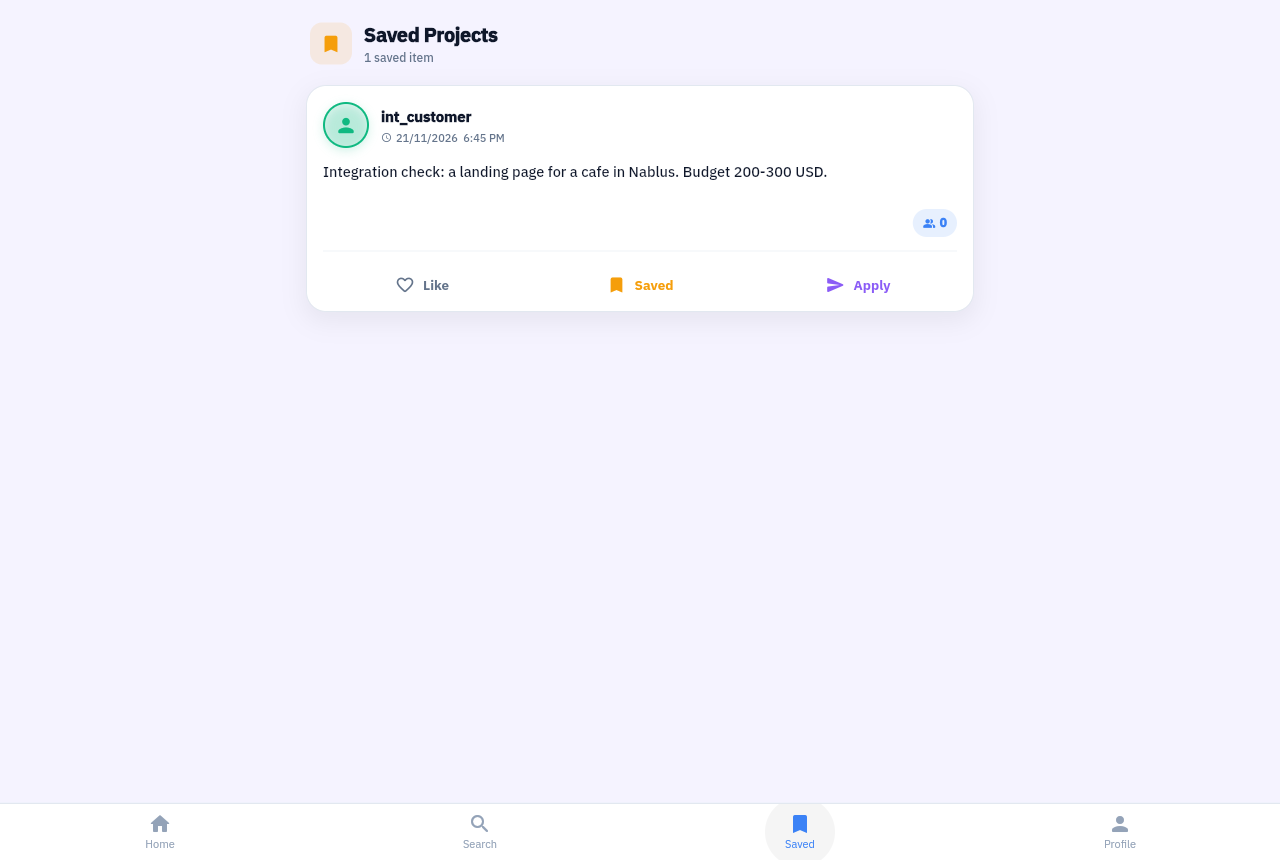 Saved Projects
1 saved item
int_customer
21/11/2026 6:45 PM
Integration check: a landing page for a cafe in Nablus. Budget 200-300 USD.
0
Like
Saved
Apply
Home
Search
Saved
Profile